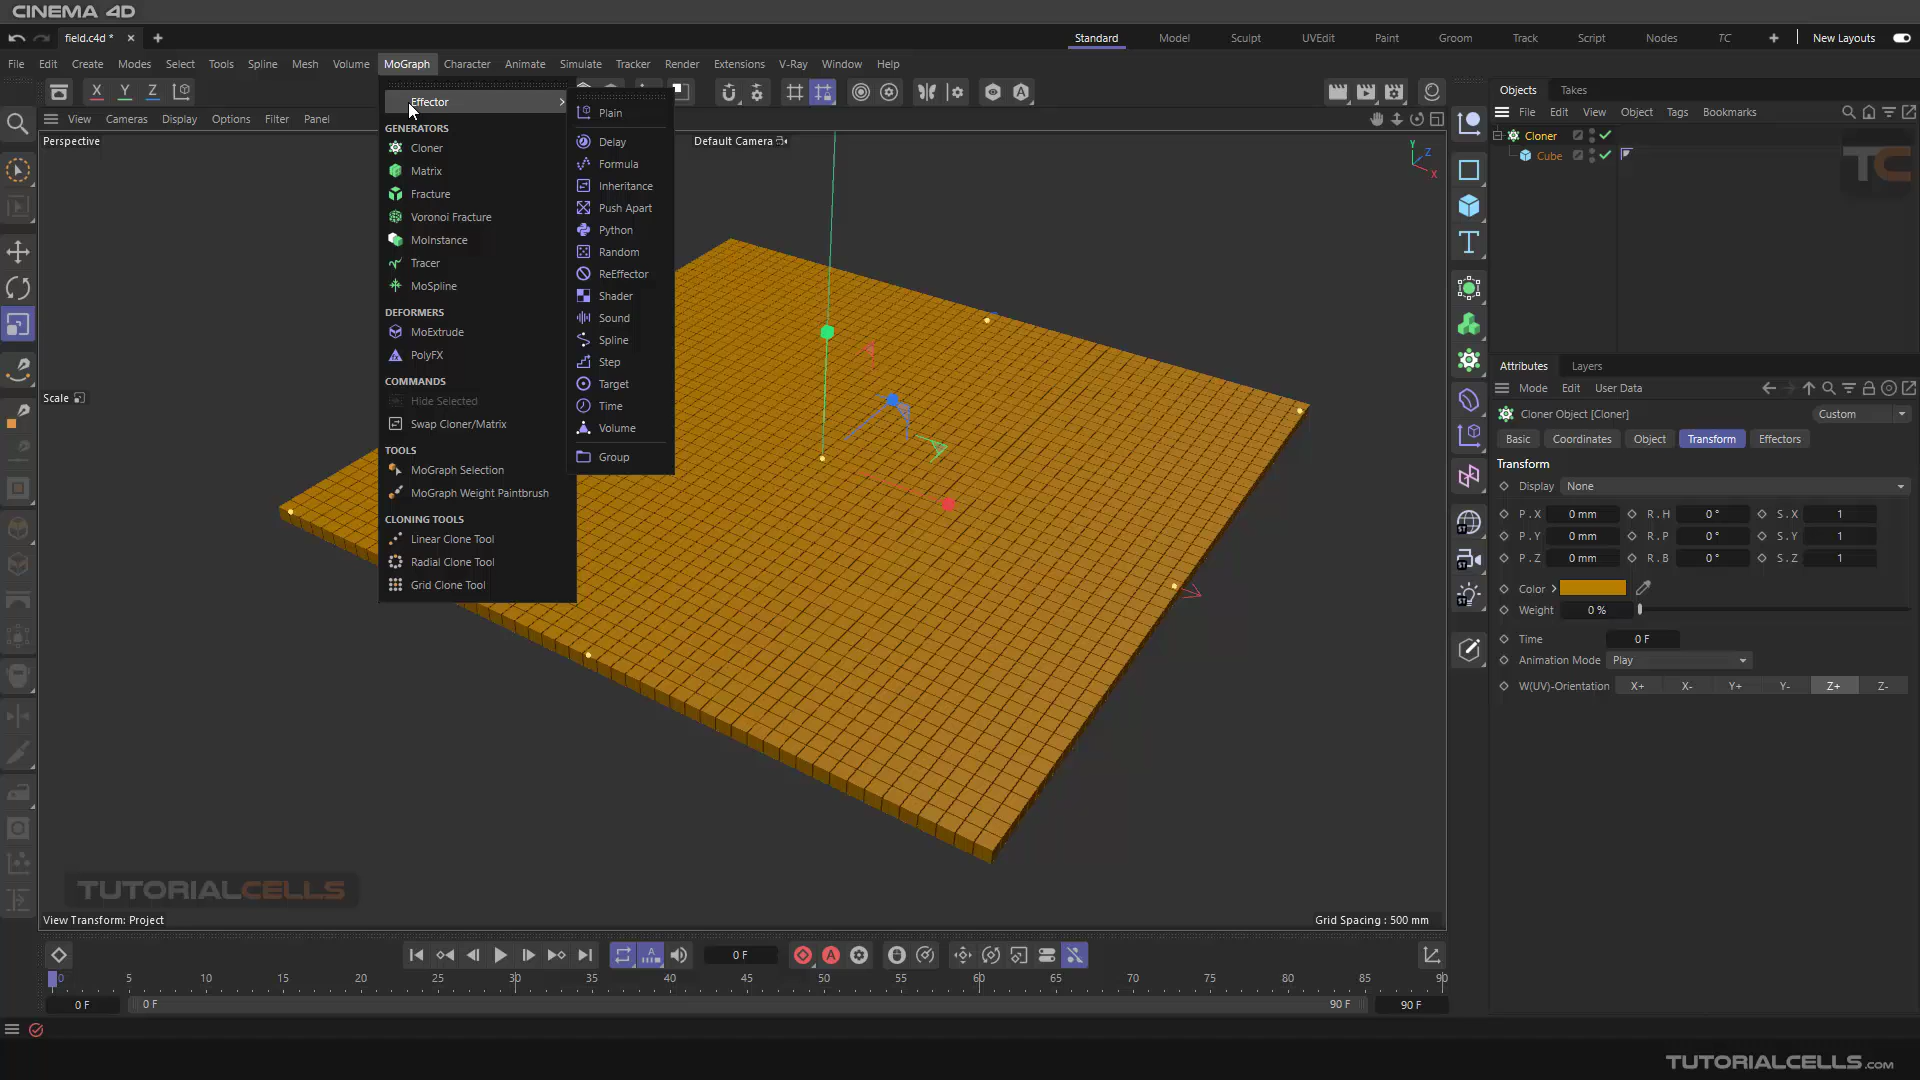 CINEMA 4D
field.c4d *
Standard Model Sculpt UVEdit Paint Groom Track Script Nodes TC New Layouts
File Edit Create Modes Select Tools Spline Mesh Volume MoGraph Character Animate Simulate Tracker Render Extensions V-Ray Window Help
X Y Z
View Cameras Display Options Filter Panel
Perspective
Default Camera
Y Z X
Scale
Effector
GENERATORS
Cloner
Matrix
Fracture
Voronoi Fracture
MoInstance
Tracer
MoSpline
DEFORMERS
MoExtrude
PolyFX
COMMANDS
Hide Selected
Swap Cloner/Matrix
TOOLS
MoGraph Selection
MoGraph Weight Paintbrush
CLONING TOOLS
Linear Clone Tool
Radial Clone Tool
Grid Clone Tool
Plain
Delay
Formula
Inheritance
Push Apart
Python
Random
ReEffector
Shader
Sound
Spline
Step
Target
Time
Volume
Group
Objects Takes
File Edit View Object Tags Bookmarks
Cloner
Cube
TC
Attributes Layers
Mode Edit User Data
Cloner Object [Cloner] Custom
Basic Coordinates Object Transform Effectors
Transform
Display None
P . X 0 mm R . H 0 ° S . X 1
P . Y 0 mm R . P 0 ° S . Y 1
P . Z 0 mm R . B 0 ° S . Z 1
Color
Weight 0 %
Time 0 F
Animation Mode Play
W(UV)-Orientation X+ X- Y+ Y- Z+ Z-
TUTORIALCELLS
View Transform: Project
Grid Spacing : 500 mm
0 F
0 5 10 15 20 25 30 35 40 45 50 55 60 65 70 75 80 85 90
0 F 0 F 90 F 90 F
TUTORIALCELLS.COM